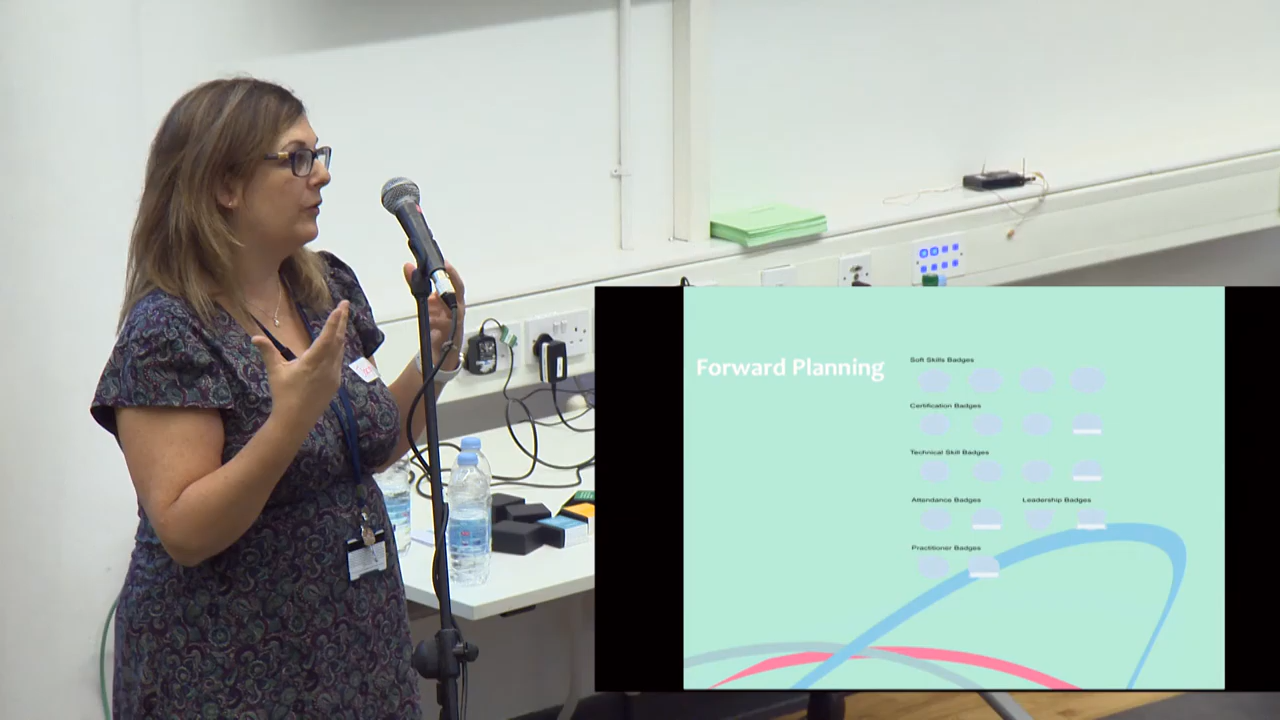 Forward Planning
Soft Skills Badges
Certification Badges
Technical Skill Badges
Attendance Badges
Leadership Badges
Practitioner Badges